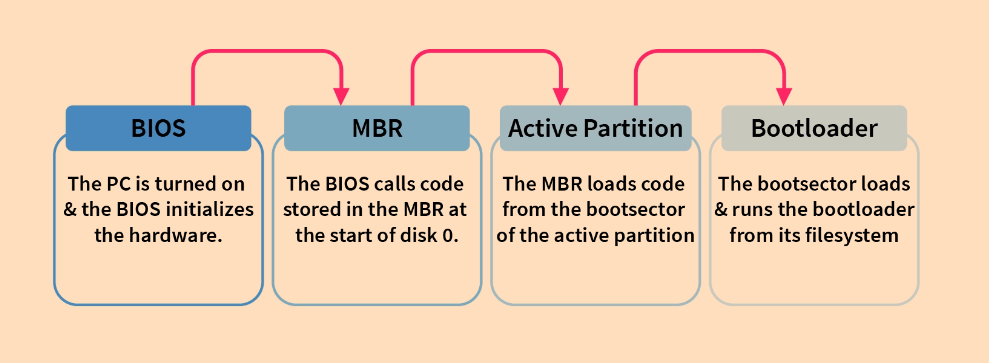 BIOS
The PC is turned on
& the BIOS initializes
the hardware.
MBR
The BIOS calls code
stored in the MBR at
the start of disk 0.
Active Partition
The MBR loads code
from the bootsector
of the active partition
Bootloader
The bootsector loads
& runs the bootloader
from its filesystem